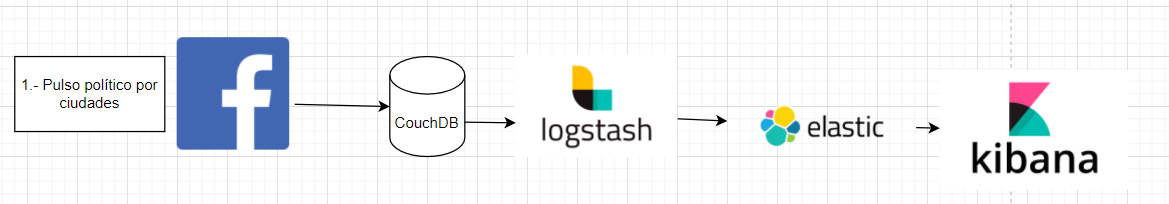 1.- Pulso político por
ciudades
f
CouchDB
logstash
elastic
kibana